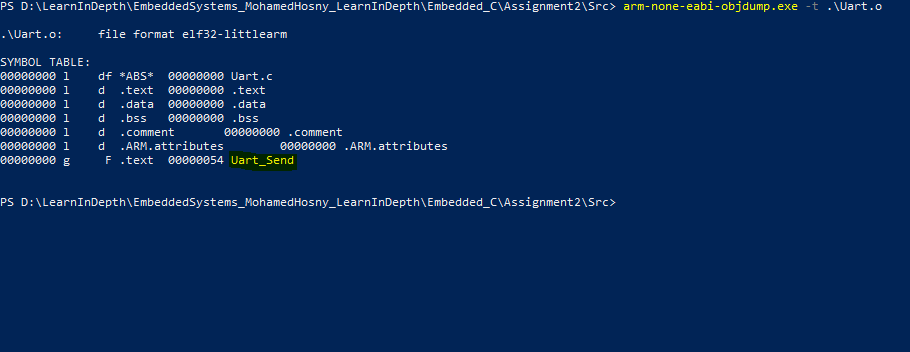 PS D:\LearnInDepth\EmbeddedSystems_MohamedHosny_LearnInDepth\Embedded_C\Assignment2\Src> arm-none-eabi-objdump.exe -t .\Uart.o
.\Uart.o:     file format elf32-littlearm
SYMBOL TABLE:
00000000 l    df *ABS*  00000000 Uart.c
00000000 l    d  .text  00000000 .text
00000000 l    d  .data  00000000 .data
00000000 l    d  .bss   00000000 .bss
00000000 l    d  .comment       00000000 .comment
00000000 l    d  .ARM.attributes        00000000 .ARM.attributes
00000000 g     F .text  00000054 Uart_Send
PS D:\LearnInDepth\EmbeddedSystems_MohamedHosny_LearnInDepth\Embedded_C\Assignment2\Src>